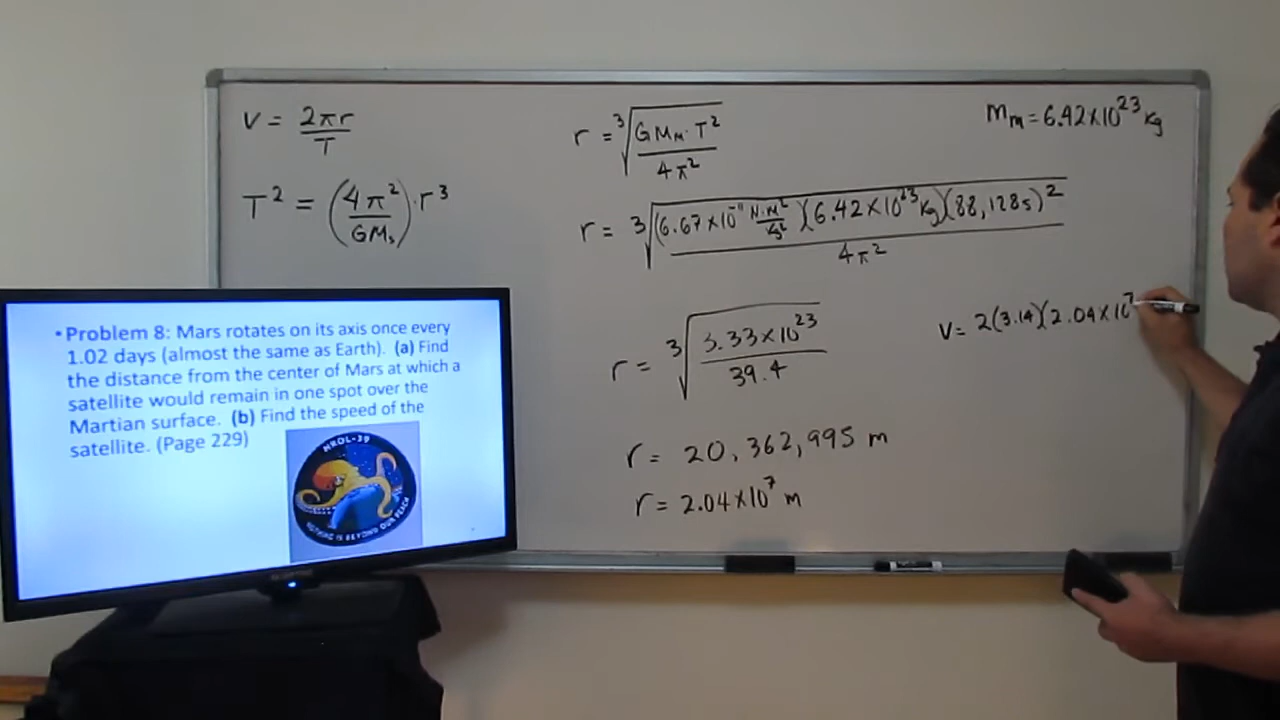 V = 2πr / T
T² = (4π² / GMₛ) · r³
r = ³√(GMₘ · T² / 4π²)
mₘ = 6.42 × 10²³ kg
r = ³√((6.67 × 10⁻¹¹ N·m²/kg²)(6.42 × 10²³ kg)(88,128s)² / 4π²)
r = ³√(3.33 × 10²³ / 39.4)
r = 20,362,995 m
r = 2.04 × 10⁷ m
V = 2(3.14)(2.04 × 10⁷
• Problem 8: Mars rotates on its axis once every
1.02 days (almost the same as Earth). (a) Find
the distance from the center of Mars at which a
satellite would remain in one spot over the
Martian surface. (b) Find the speed of the
satellite. (Page 229)
NROL-39
NOTHING IS BEYOND OUR REACH